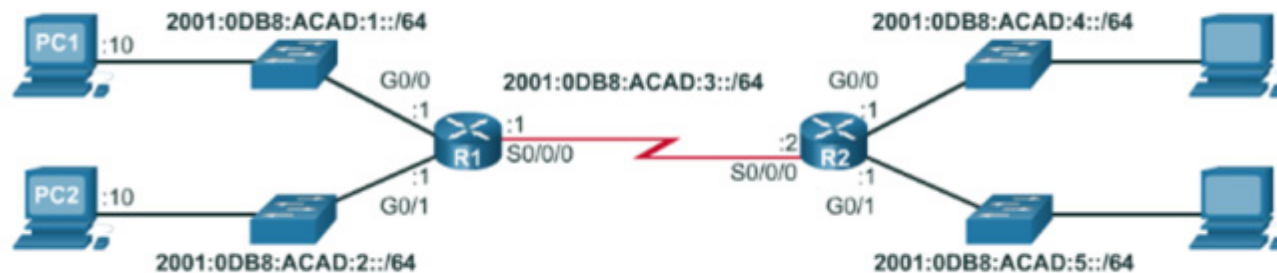 2001:0DB8:ACAD:1::/64
2001:0DB8:ACAD:4::/64
PC1
:10
G0/0
2001:0DB8:ACAD:3::/64
G0/0
:1
:1
:1
:2
R1
S0/0/0
R2
S0/0/0
PC2
:10
:1
:1
G0/1
G0/1
2001:0DB8:ACAD:2::/64
2001:0DB8:ACAD:5::/64